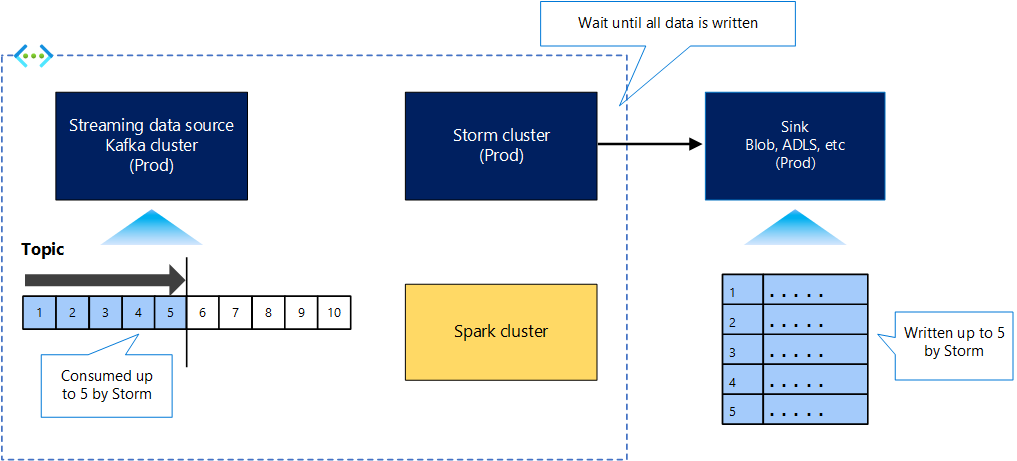 Wait until all data is written
Streaming data source
Kafka cluster
(Prod)
Storm cluster
(Prod)
Sink
Blob, ADLS, etc
(Prod)
Topic
1 2 3 4 5 6 7 8 9 10
Consumed up
to 5 by Storm
Spark cluster
1 . . . . .
2 . . . . .
3 . . . . .
4 . . . . .
5 . . . . .
Written up to 5
by Storm